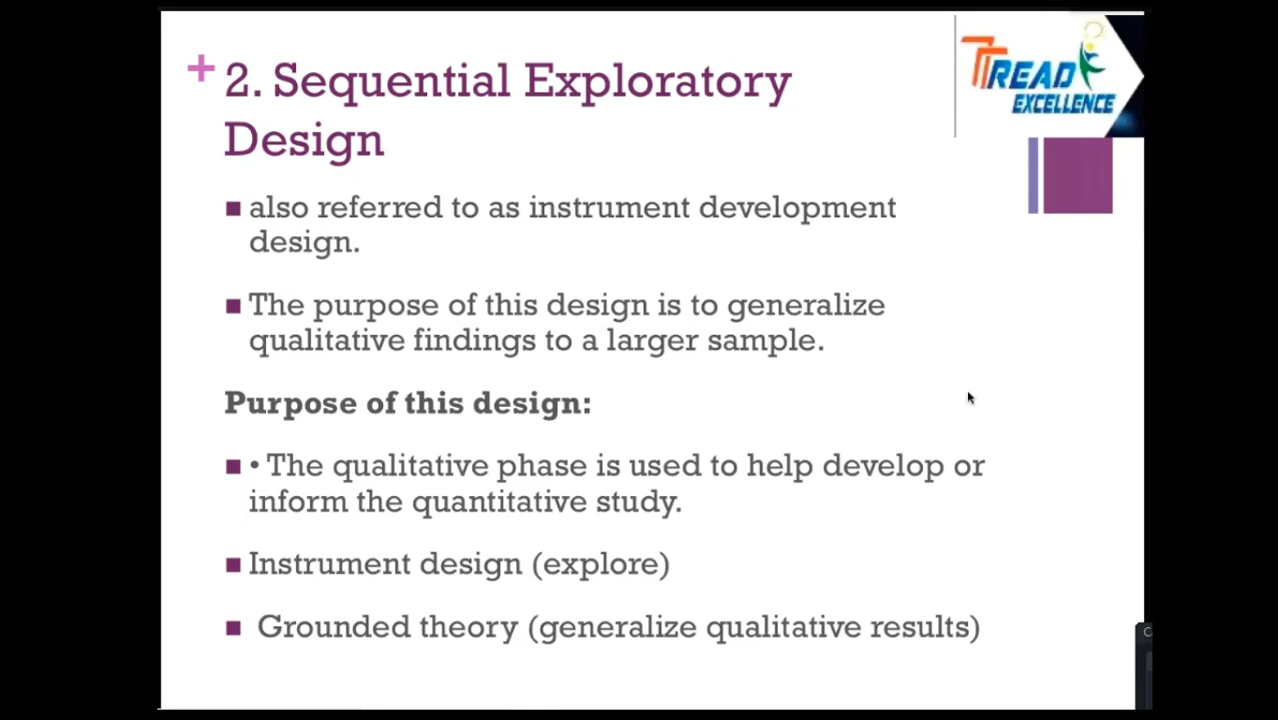 +
2. Sequential Exploratory
Design
TREAD
EXCELLENCE
■ also referred to as instrument development
design.
■ The purpose of this design is to generalize
qualitative findings to a larger sample.
Purpose of this design:
■ • The qualitative phase is used to help develop or
inform the quantitative study.
■ Instrument design (explore)
■ Grounded theory (generalize qualitative results)